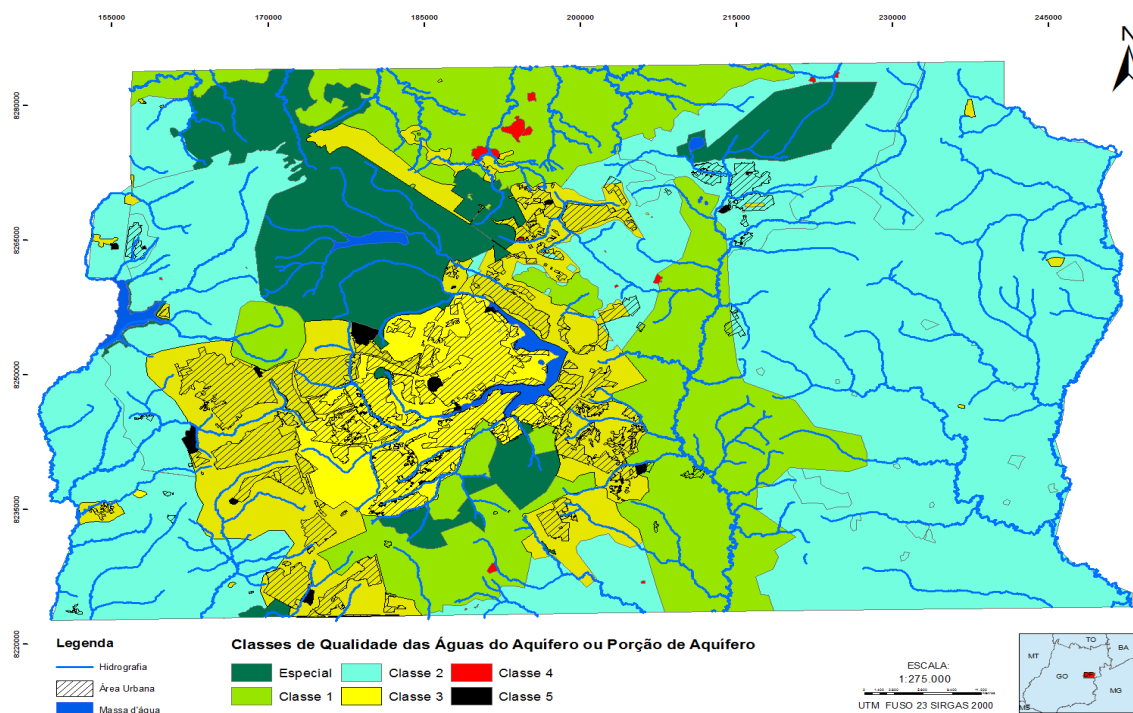 155000 170000 185000 200000 215000 230000 245000
N
8280000
8265000
8250000
8235000
8220000
Legenda
Hidrografia
Área Urbana
Massa d'água
Classes de Qualidade das Águas do Aquífero ou Porção de Aquífero
Especial Classe 2 Classe 4
Classe 1 Classe 3 Classe 5
ESCALA:
1:275.000
UTM FUSO 23 SIRGAS 2000
TO
MT BA
GO DF
MG
MS